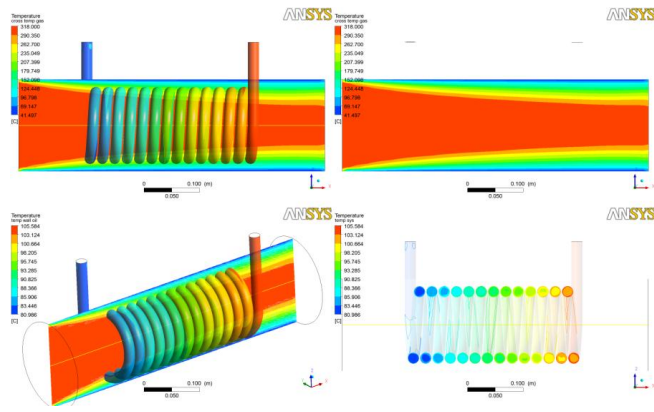 ANSYS
Temperature
cross temp gas
318.000
290.350
262.700
235.050
207.399
179.749
152.098
124.448
96.798
69.147
41.497
[C]
0
0.100 (m)
0.050
ANSYS
Temperature
cross temp gas
318.000
290.350
262.700
235.050
207.399
179.749
152.098
124.448
96.798
69.147
41.497
[C]
0
0.100 (m)
0.050
ANSYS
Temperature
temp wall oil
105.584
103.124
100.664
98.205
95.745
93.285
90.825
88.365
85.906
83.446
80.986
[C]
0
0.100 (m)
0.050
ANSYS
Temperature
temp sys
105.584
103.124
100.664
98.205
95.745
93.285
90.825
88.365
85.906
83.446
80.986
[C]
0
0.100 (m)
0.050